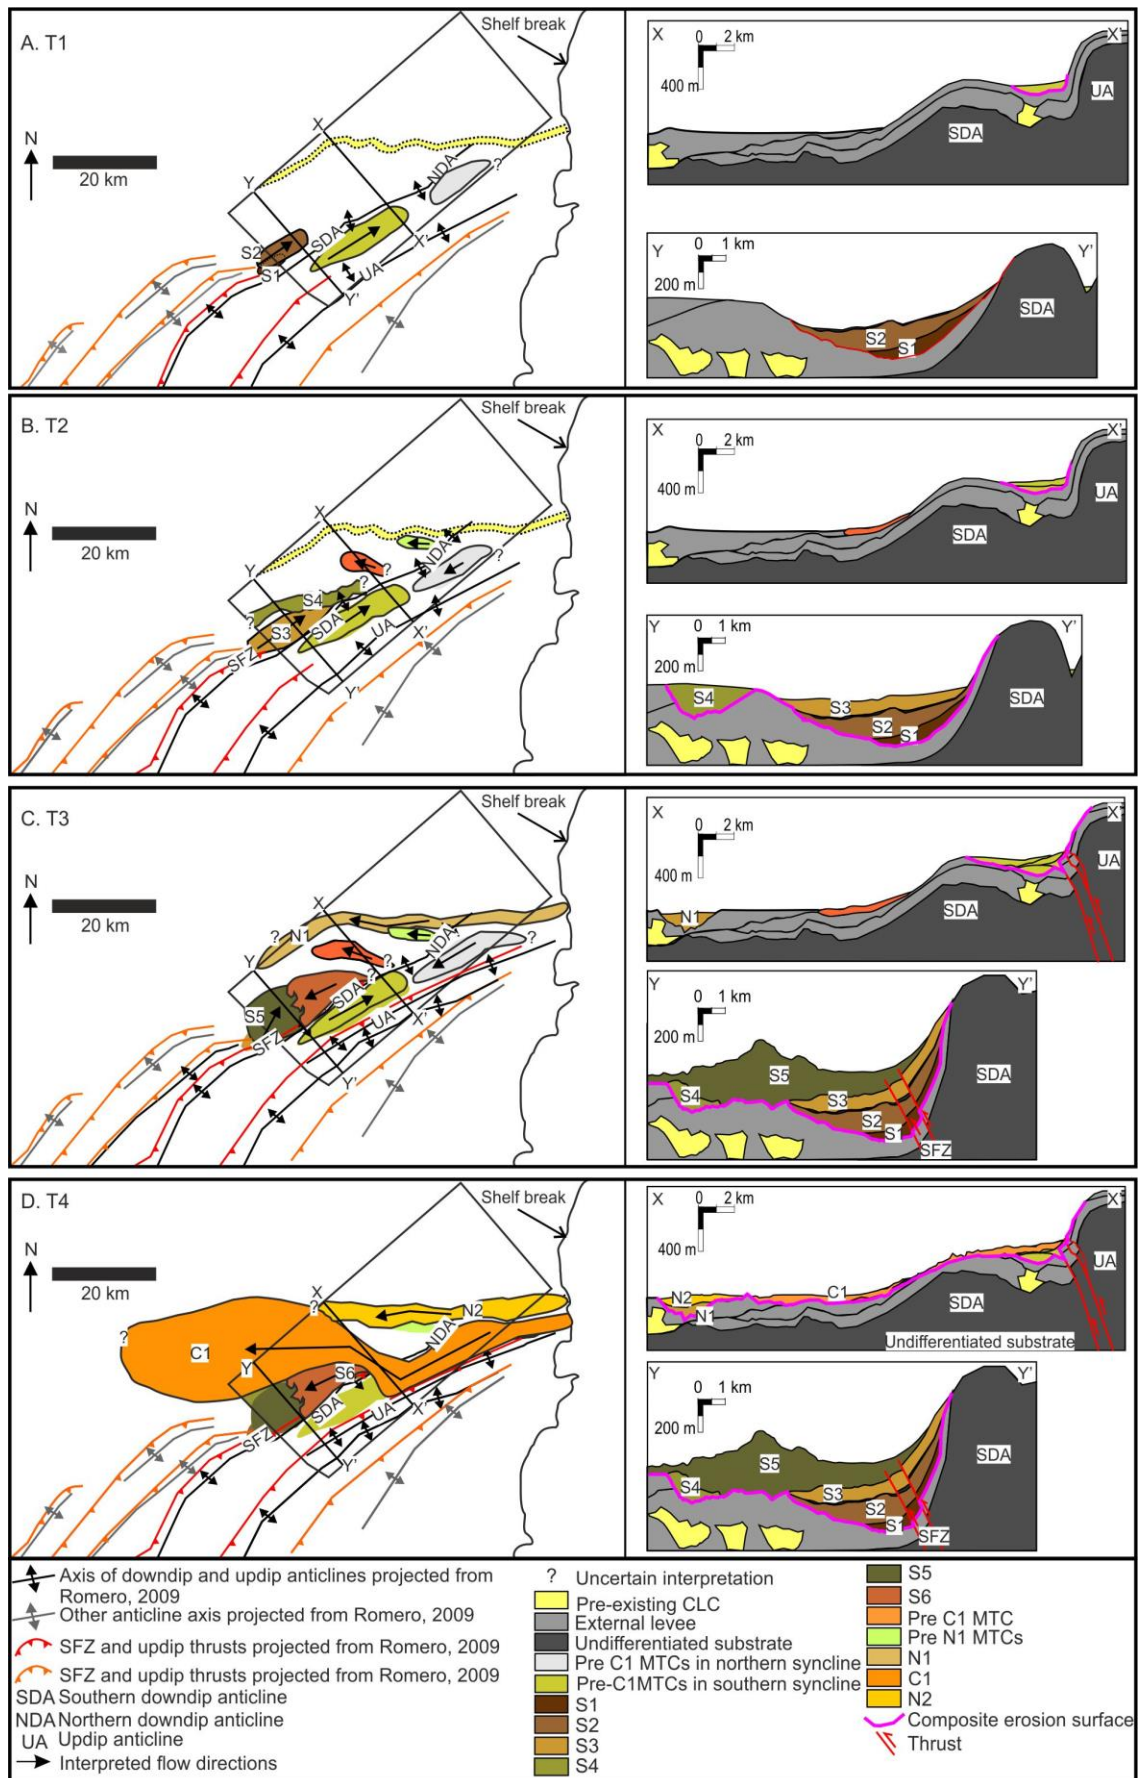 A. T1
Shelf break
N
20 km
X
Y
NDA
?
S2
SDA
S1
UA
X'
Y'
X
0 2 km
400 m
X'
UA
SDA
Y
0 1 km
200 m
Y'
SDA
S2
S1
B. T2
Shelf break
N
20 km
X
Y
NDA
?
?
S4
?
?
S3
SDA
UA
SFZ
X'
Y'
X
0 2 km
400 m
X'
UA
SDA
Y
0 1 km
200 m
Y'
S4
S3
S2
S1
SDA
C. T3
Shelf break
N
20 km
X
? N1
NDA
?
Y
?
?
SDA
S5
UA
SFZ
X'
Y'
X
0 2 km
400 m
X'
UA
N1
SDA
Y
0 1 km
200 m
Y'
S5
S4
S3
S2
S1
SDA
SFZ
D. T4
Shelf break
N
20 km
X
?
N2
?
C1
NDA
Y
S6
SDA
UA
X'
SFZ
Y'
X
0 2 km
400 m
X'
UA
N2
C1
N1
SDA
Undifferentiated substrate
Y
0 1 km
200 m
Y'
S5
S4
S3
S2
S1
SDA
SFZ
Axis of downdip and updip anticlines projected from
Romero, 2009
Other anticline axis projected from Romero, 2009
SFZ and updip thrusts projected from Romero, 2009
SFZ and updip thrusts projected from Romero, 2009
SDA Southern downdip anticline
NDA Northern downdip anticline
UA Updip anticline
Interpreted flow directions
? Uncertain interpretation
Pre-existing CLC
External levee
Undifferentiated substrate
Pre C1 MTCs in northern syncline
Pre-C1MTCs in southern syncline
S1
S2
S3
S4
S5
S6
Pre C1 MTC
Pre N1 MTCs
N1
C1
N2
Composite erosion surface
Thrust